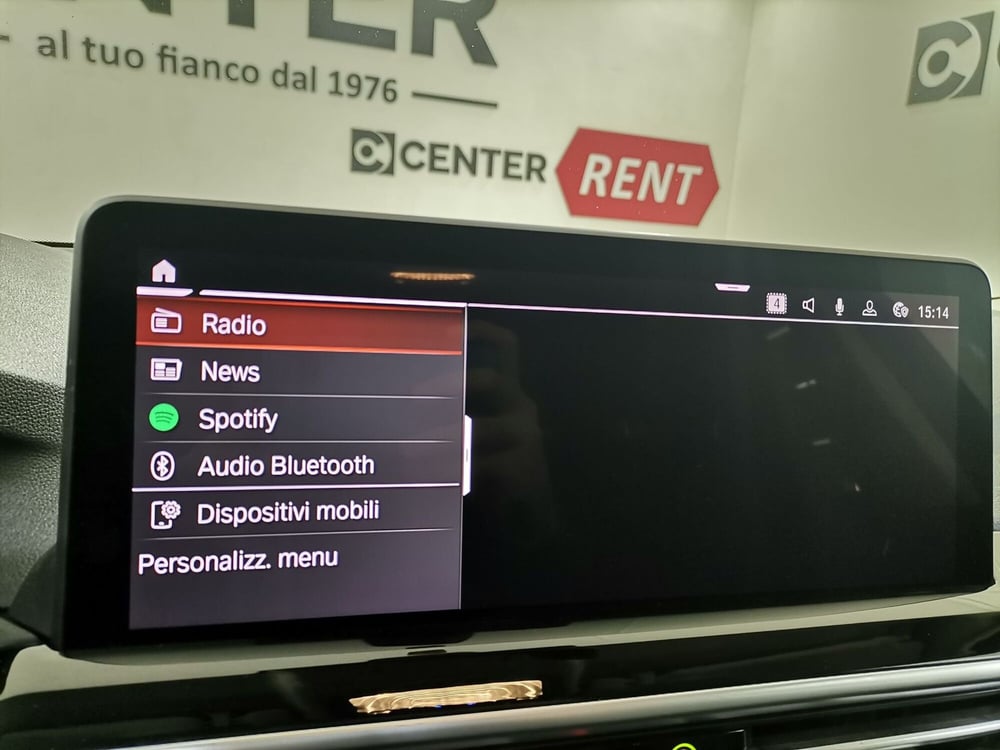 CENTER
al tuo fianco dal 1976
CENTER RENT
4
15:14
Radio
News
Spotify
Audio Bluetooth
Dispositivi mobili
Personalizz. menu